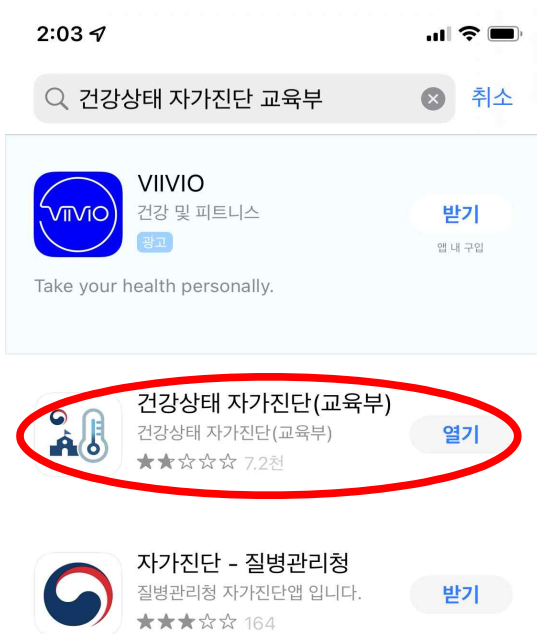 2:03
건강상태 자가진단 교육부
취소
VIIVIO
VIIVIO
건강 및 피트니스
받기
광고
앱 내 구입
Take your health personally.
건강상태 자가진단(교육부)
건강상태 자가진단(교육부)
열기
7.2천
자가진단 - 질병관리청
질병관리청 자가진단앱 입니다.
받기
164